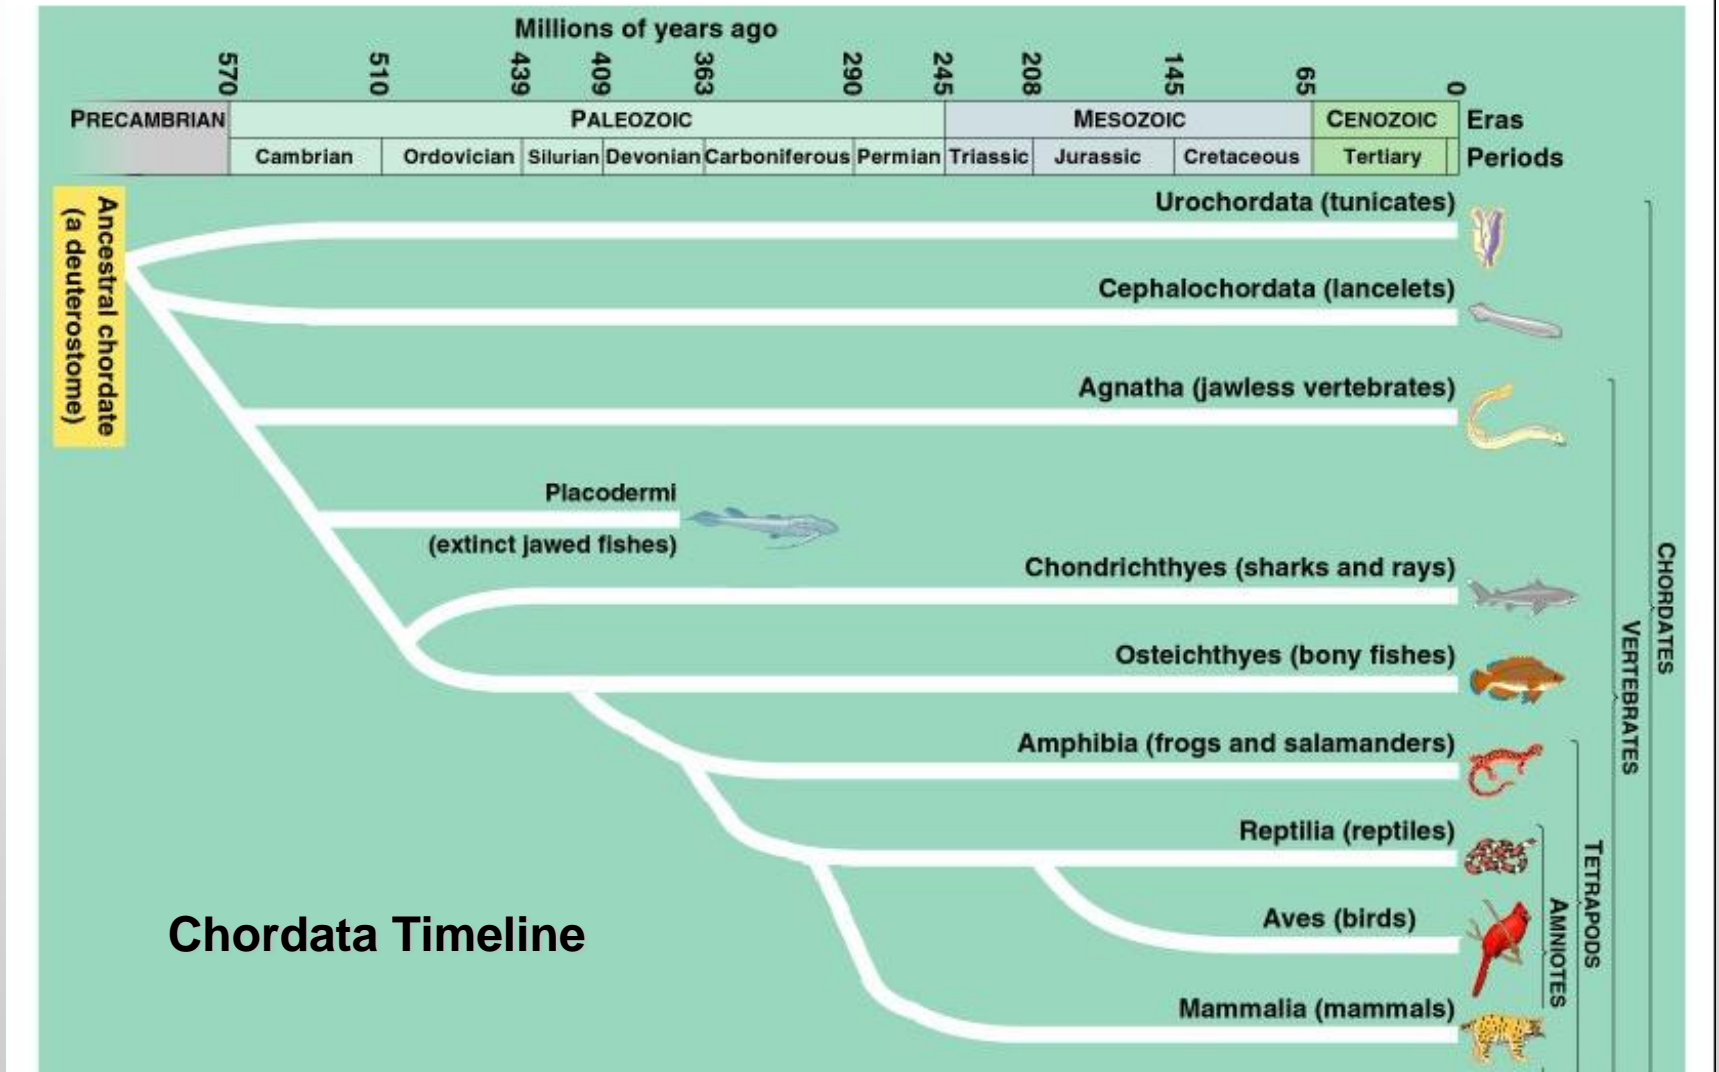 Millions of years ago
570 510 439 409 363 290 245 208 145 65 0
PRECAMBRIAN PALEOZOIC MESOZOIC CENOZOIC Eras
Cambrian Ordovician Silurian Devonian Carboniferous Permian Triassic Jurassic Cretaceous Tertiary Periods
Ancestral chordate
(a deuterostome)
Urochordata (tunicates)
Cephalochordata (lancelets)
Agnatha (jawless vertebrates)
Placodermi
(extinct jawed fishes)
Chondrichthyes (sharks and rays)
Osteichthyes (bony fishes)
Amphibia (frogs and salamanders)
Reptilia (reptiles)
Aves (birds)
Mammalia (mammals)
CHORDATES
VERTEBRATES
TETRAPODS
AMNIOTES
Chordata Timeline